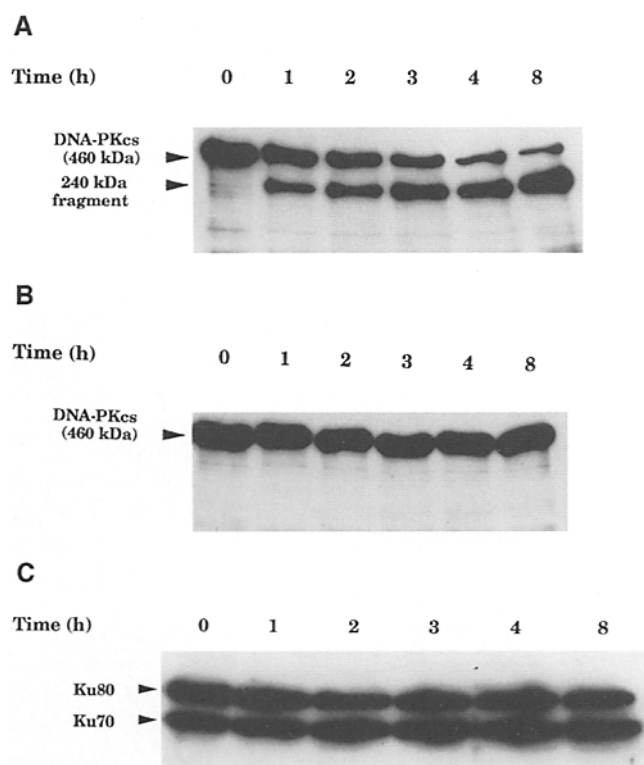 A
Time (h) 0 1 2 3 4 8
DNA-PKcs
(460 kDa)
240 kDa
fragment
B
Time (h) 0 1 2 3 4 8
DNA-PKcs
(460 kDa)
C
Time (h) 0 1 2 3 4 8
Ku80
Ku70